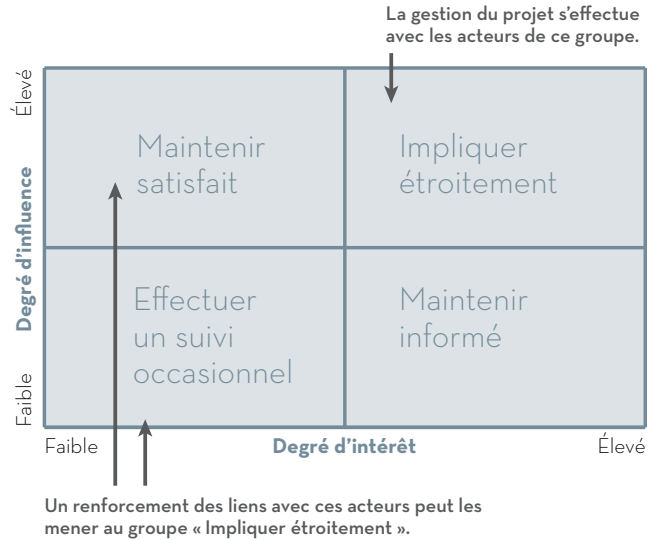 La gestion du projet s’effectue
avec les acteurs de ce groupe.
Élevé
Maintenir
satisfait
Impliquer
étroitement
Degré d’influence
Effectuer
un suivi
occasionnel
Maintenir
informé
Faible
Faible
Degré d’intérêt
Élevé
Un renforcement des liens avec ces acteurs peut les
mener au groupe « Impliquer étroitement ».